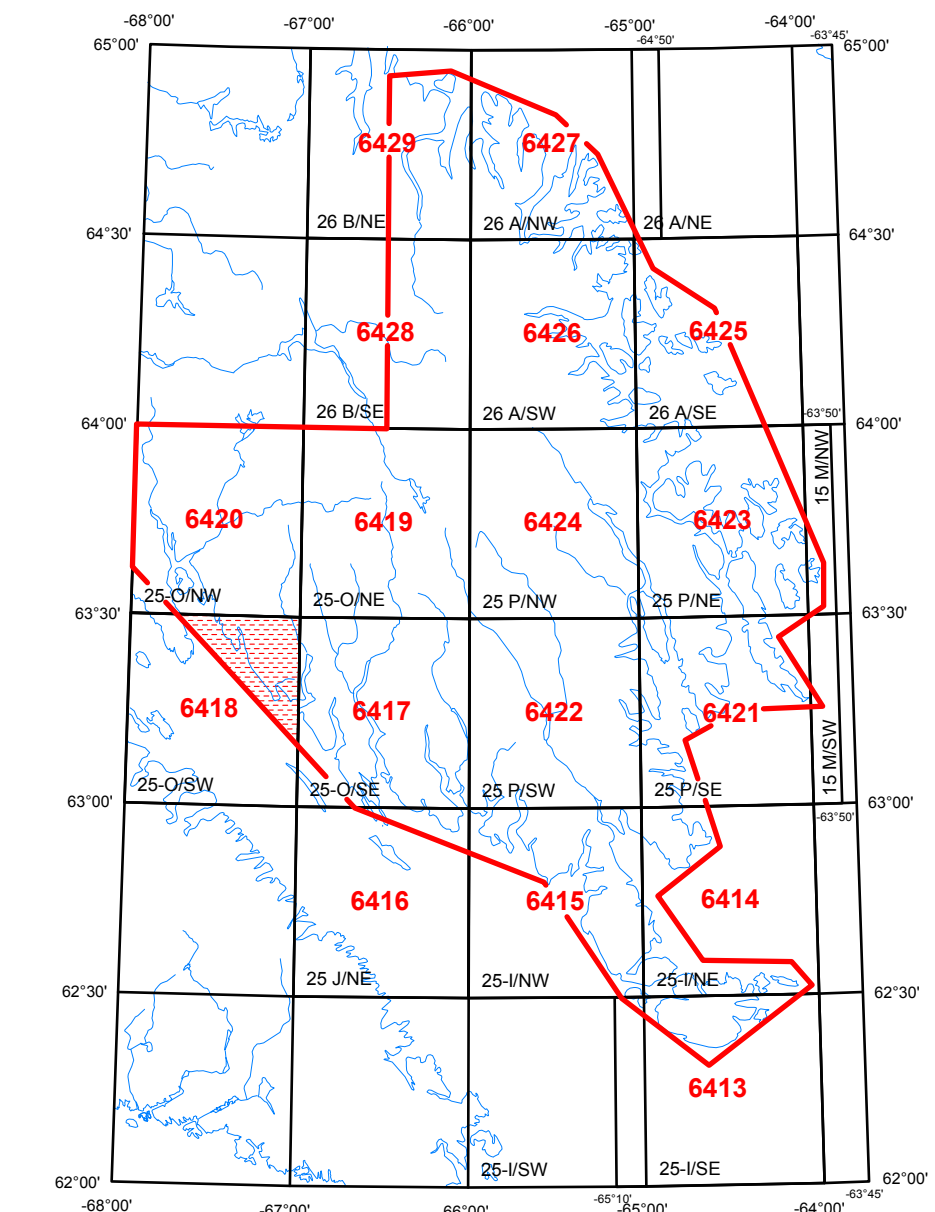 -68°00' -67°00' -66°00' -65°00' -64°00'
-64°50' -63°45'
65°00' 65°00'
6429 6427
26 B/NE 26 A/NW 26 A/NE
64°30' 64°30'
6428 6426 6425
26 B/SE 26 A/SW 26 A/SE
-63°50'
64°00' 64°00'
15 M/NW
6420 6419 6424 6423
25-O/NW 25-O/NE 25 P/NW 25 P/NE
63°30' 63°30'
6418 6417 6422 6421
15 M/SW
25-O/SW 25-O/SE 25 P/SW 25 P/SE
63°00' 63°00'
-63°50'
6416 6415 6414
25 J/NE 25-I/NW 25-I/NE
62°30' 62°30'
6413
25-I/SW 25-I/SE
62°00' 62°00'
-65°10' -63°45'
-68°00' -67°00' -66°00' -65°00' -64°00'